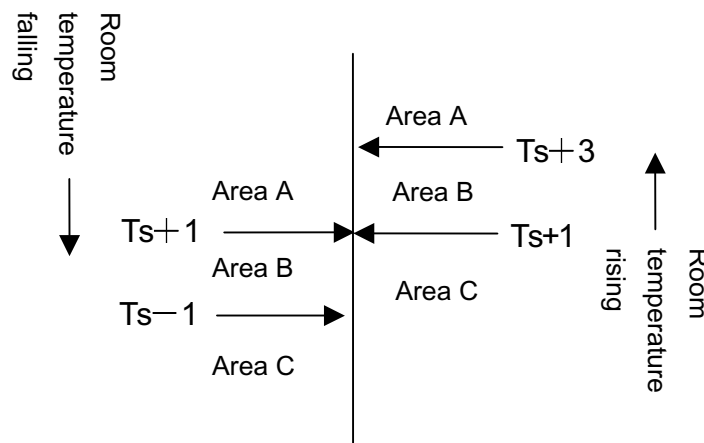 Room
temperature
falling
Area A
Ts+3
Area A
Area B
Ts+1
Ts+1
Area B
Area C
Ts−1
Area C
Room
temperature
rising